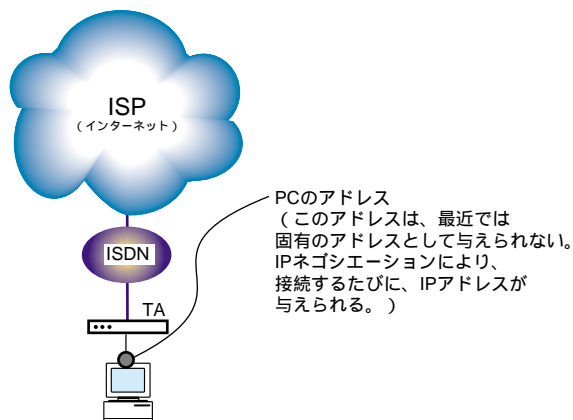 ISP
（インターネット）
ISDN
TA
PCのアドレス
（このアドレスは、最近では
固有のアドレスとして与えられない。
IPネゴシエーションにより、
接続するたびに、IPアドレスが
与えられる。）